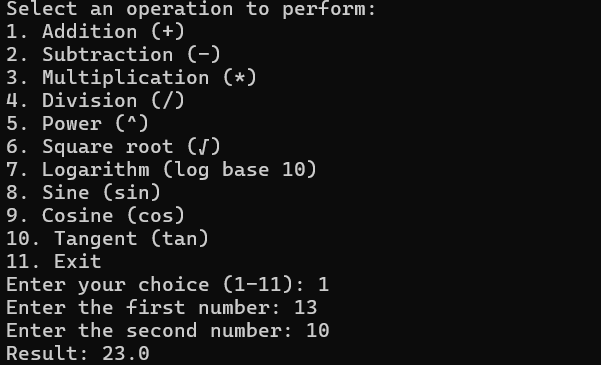 Select an operation to perform:
1. Addition (+)
2. Subtraction (-)
3. Multiplication (*)
4. Division (/)
5. Power (^)
6. Square root (√)
7. Logarithm (log base 10)
8. Sine (sin)
9. Cosine (cos)
10. Tangent (tan)
11. Exit
Enter your choice (1-11): 1
Enter the first number: 13
Enter the second number: 10
Result: 23.0